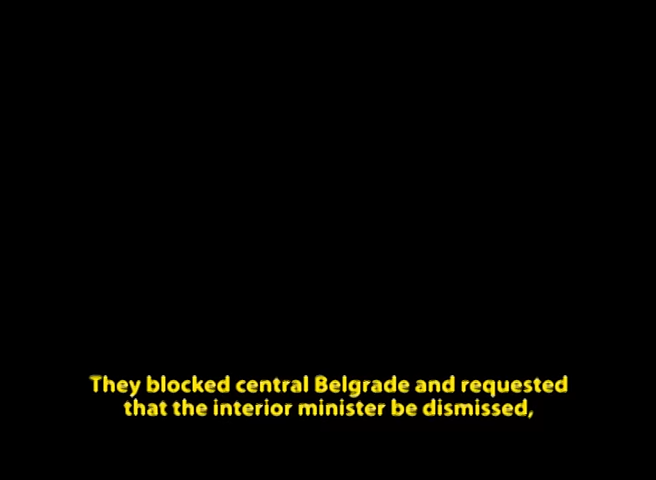 They blocked central Belgrade and requested
that the interior minister be dismissed,